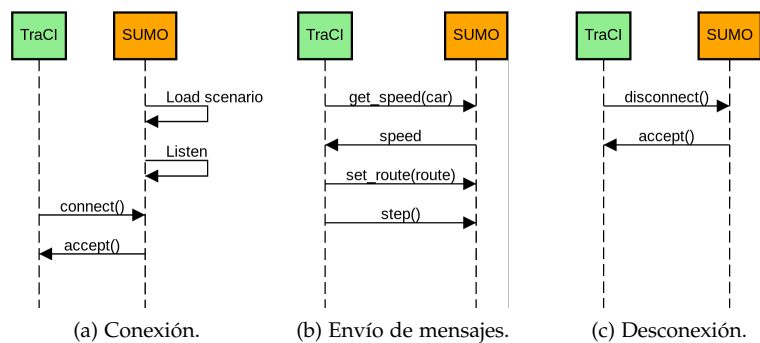 TraCI
SUMO
Load scenario
Listen
connect()
accept()
(a) Conexión.
TraCI
SUMO
get_speed(car)
speed
set_route(route)
step()
(b) Envío de mensajes.
TraCI
SUMO
disconnect()
accept()
(c) Desconexión.